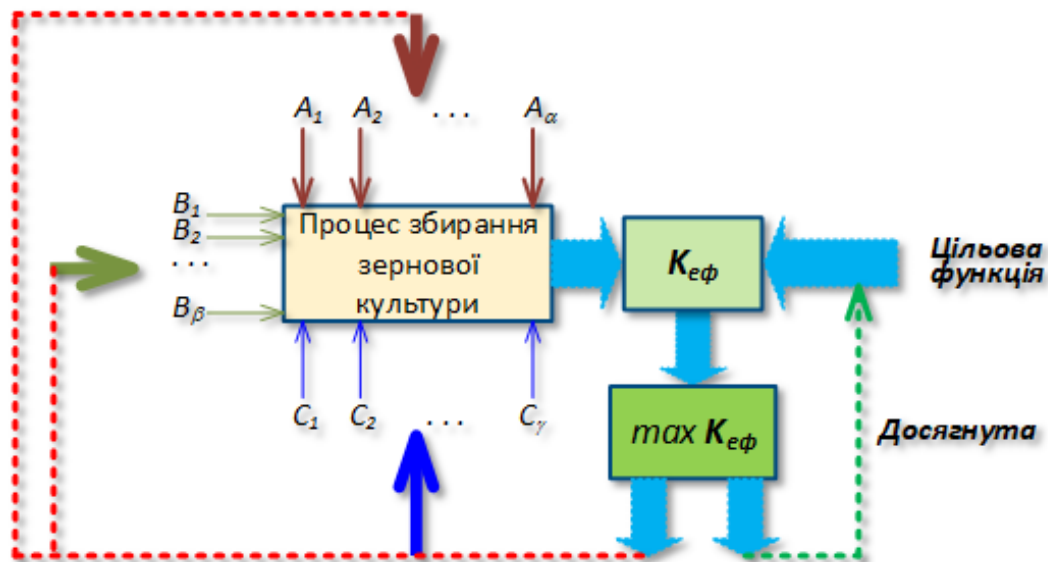 A₁ A₂ . . . Aα
B₁
B₂
. . .
Bβ
Процес збирання
зернової
культури
Kеф
Цільова
функція
C₁ C₂ . . . Cγ
max Kеф
Досягнута